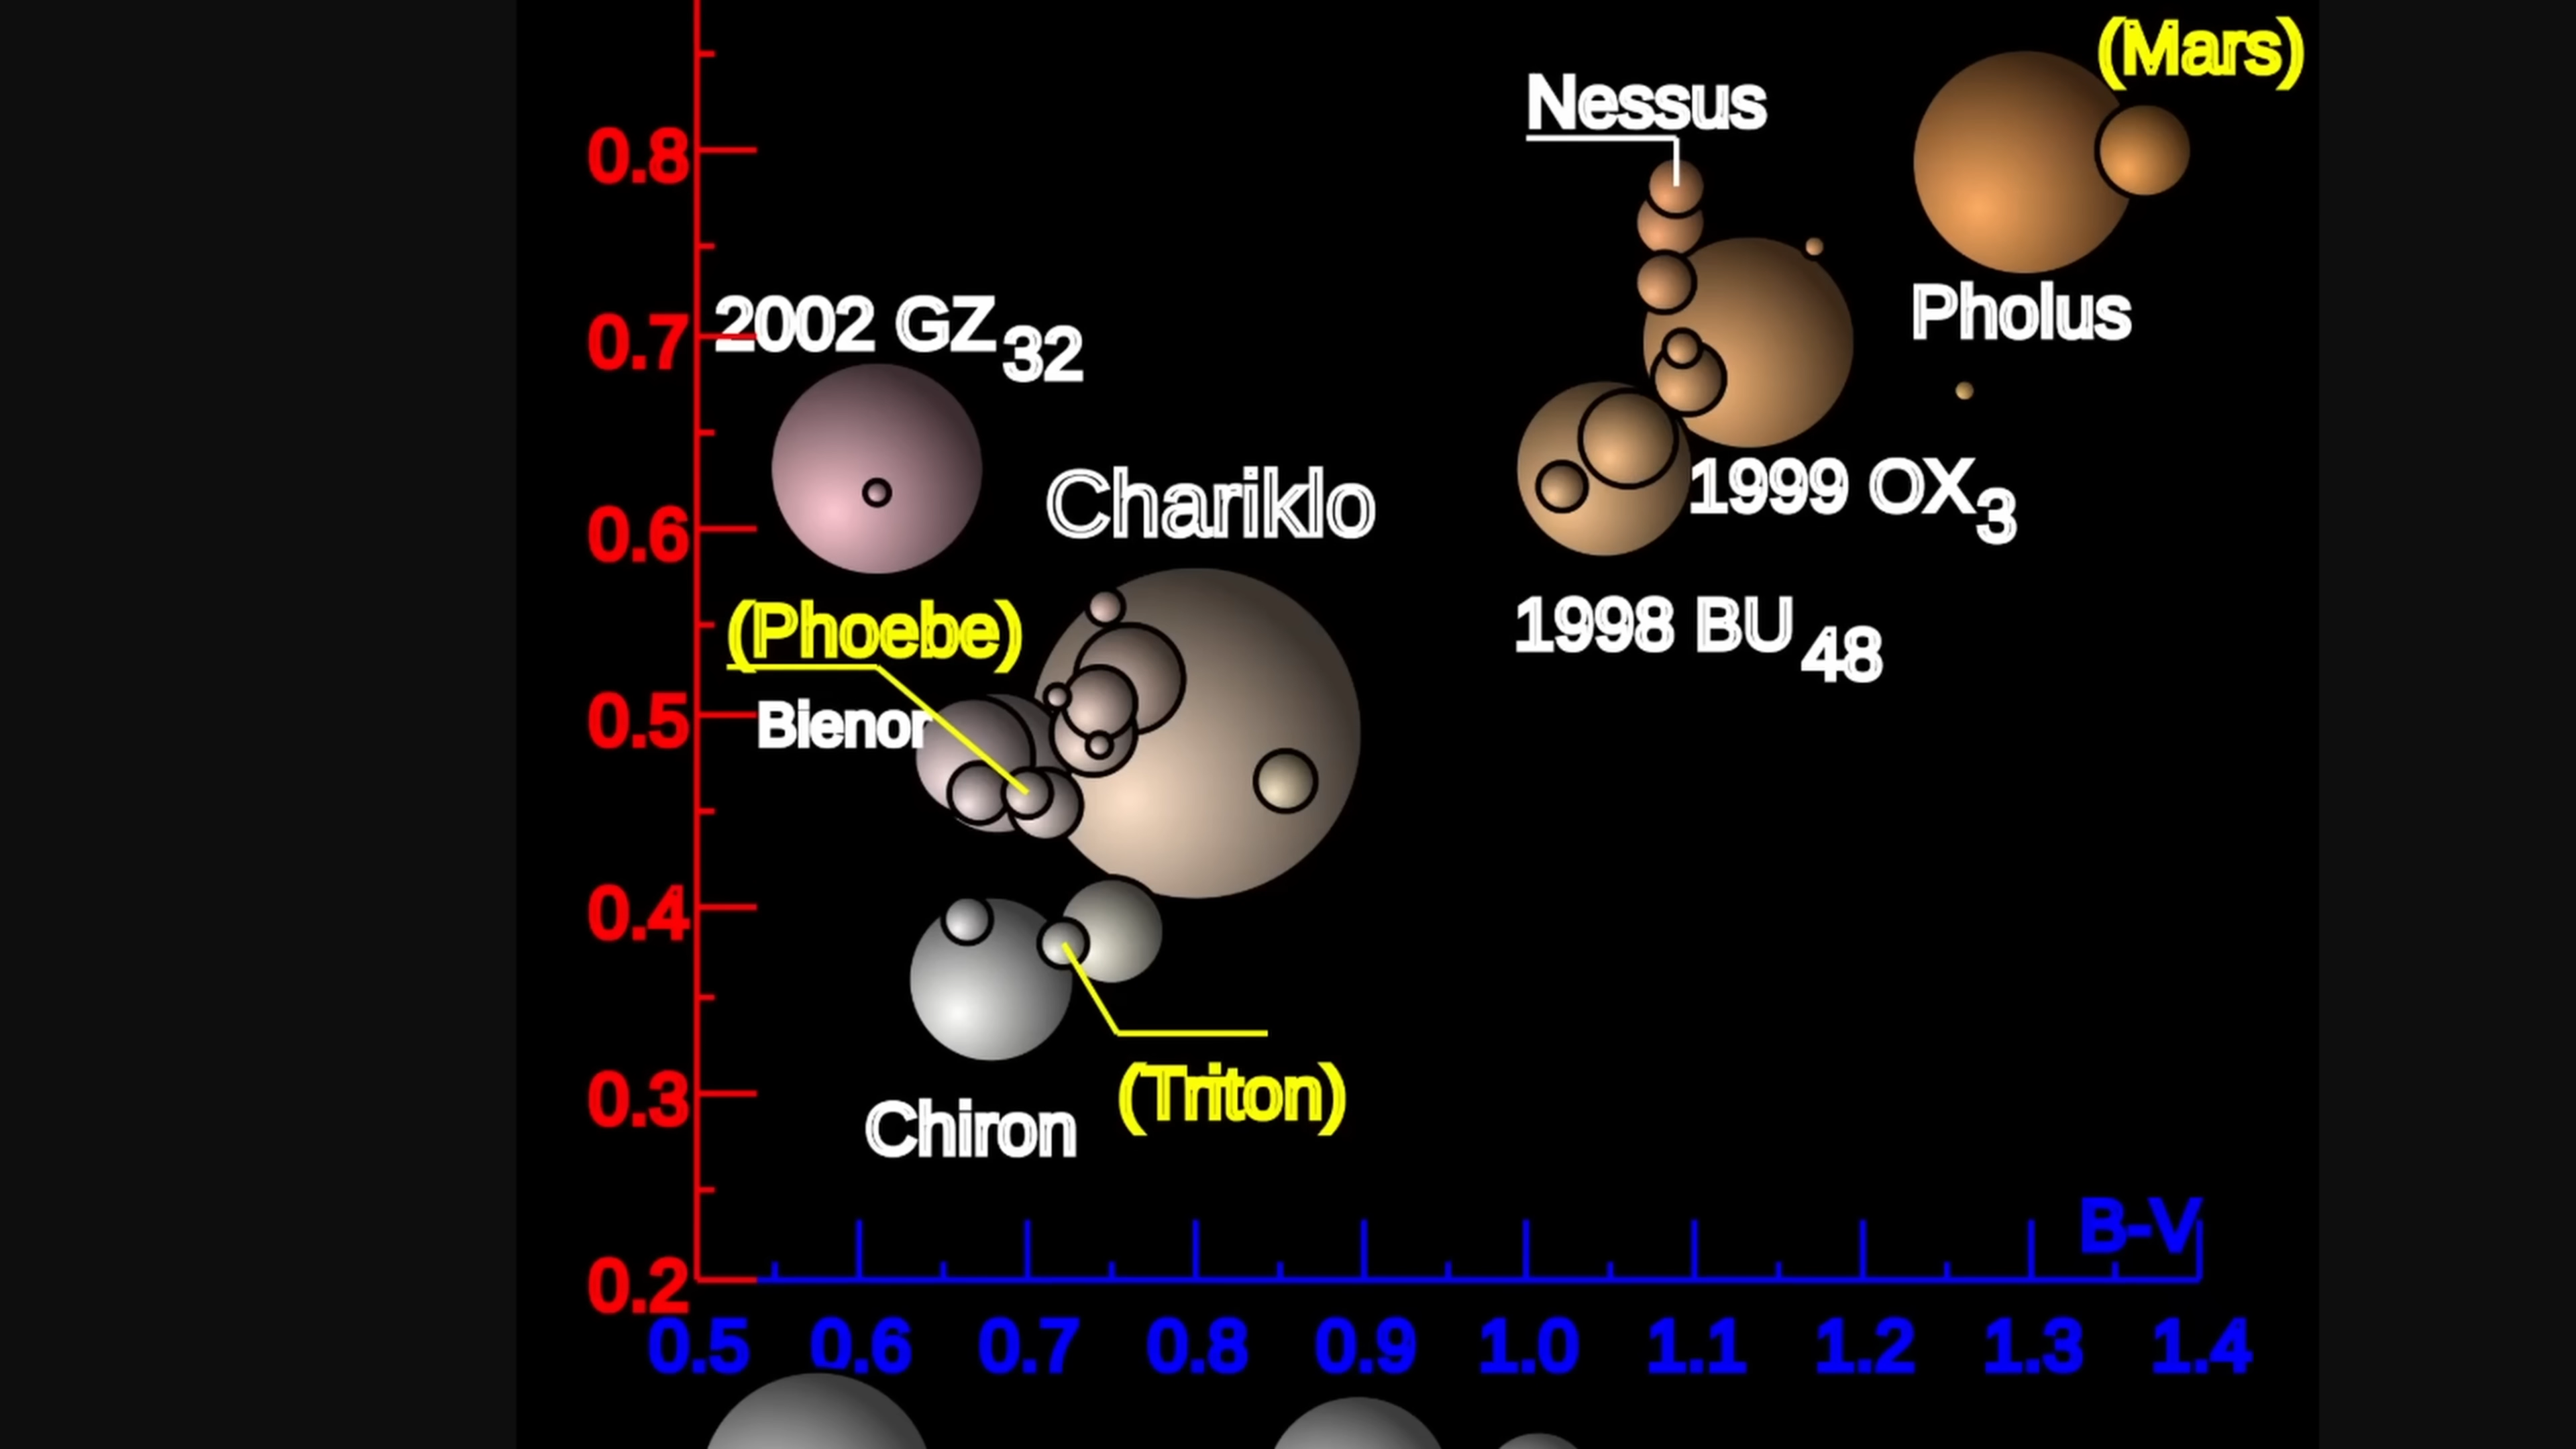 (Mars)
Nessus
0.8
Pholus
2002 GZ32
0.7
1999 OX3
Chariklo
0.6
1998 BU48
(Phoebe)
0.5
Bienor
0.4
(Triton)
0.3
Chiron
B-V
0.2
0.5 0.6 0.7 0.8 0.9 1.0 1.1 1.2 1.3 1.4